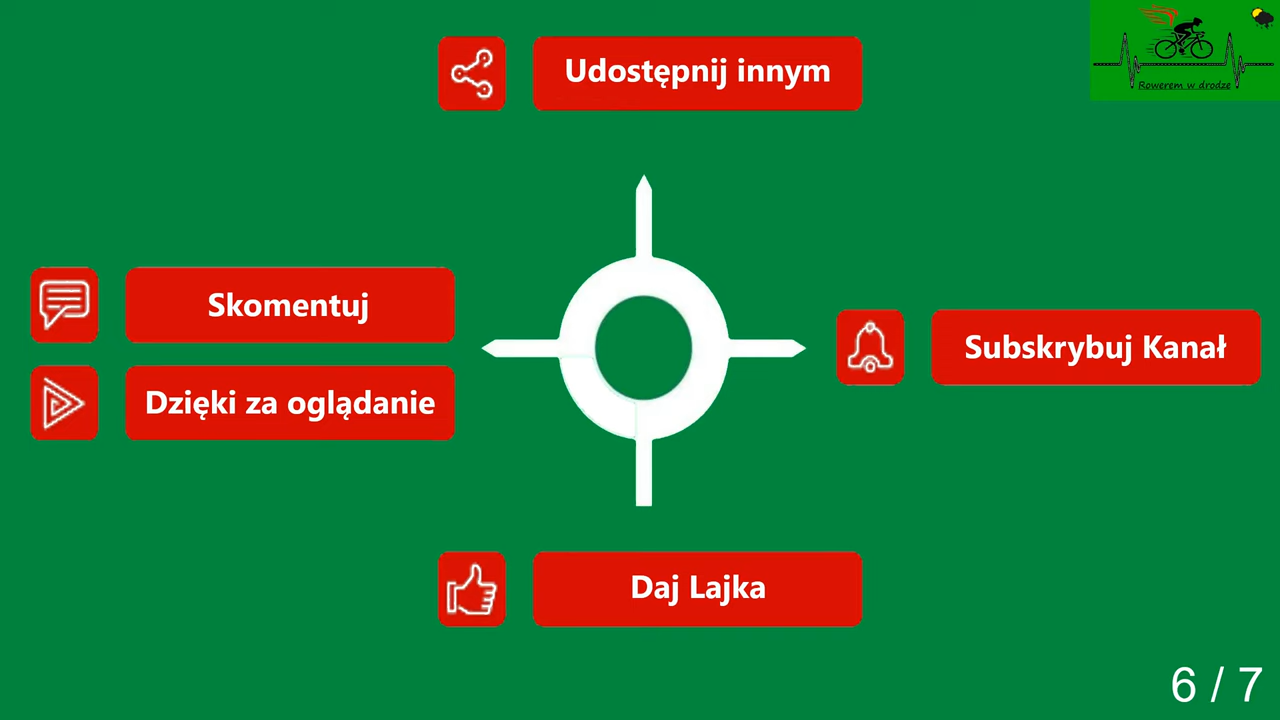 Udostępnij innym
Rowerem w drodze
Skomentuj
Subskrybuj Kanał
Dzięki za oglądanie
Daj Lajka
6 / 7